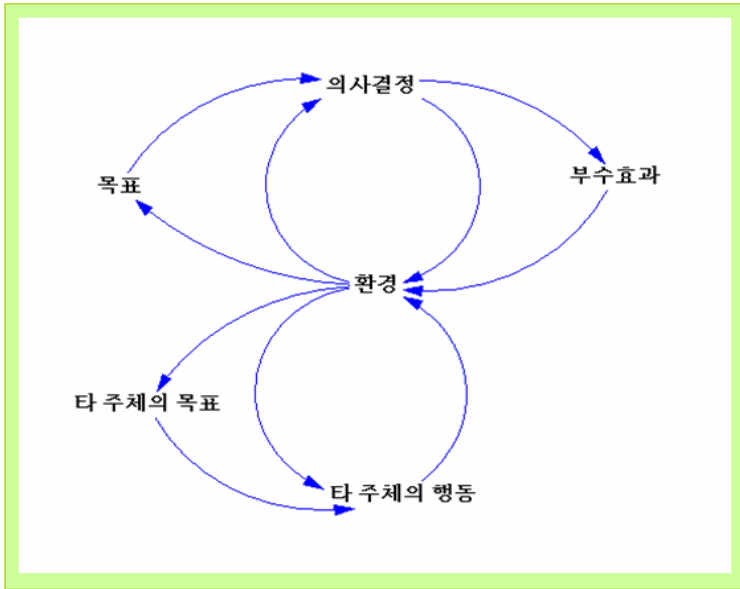 의사결정
부수효과
목표
환경
타 주체의 목표
타 주체의 행동